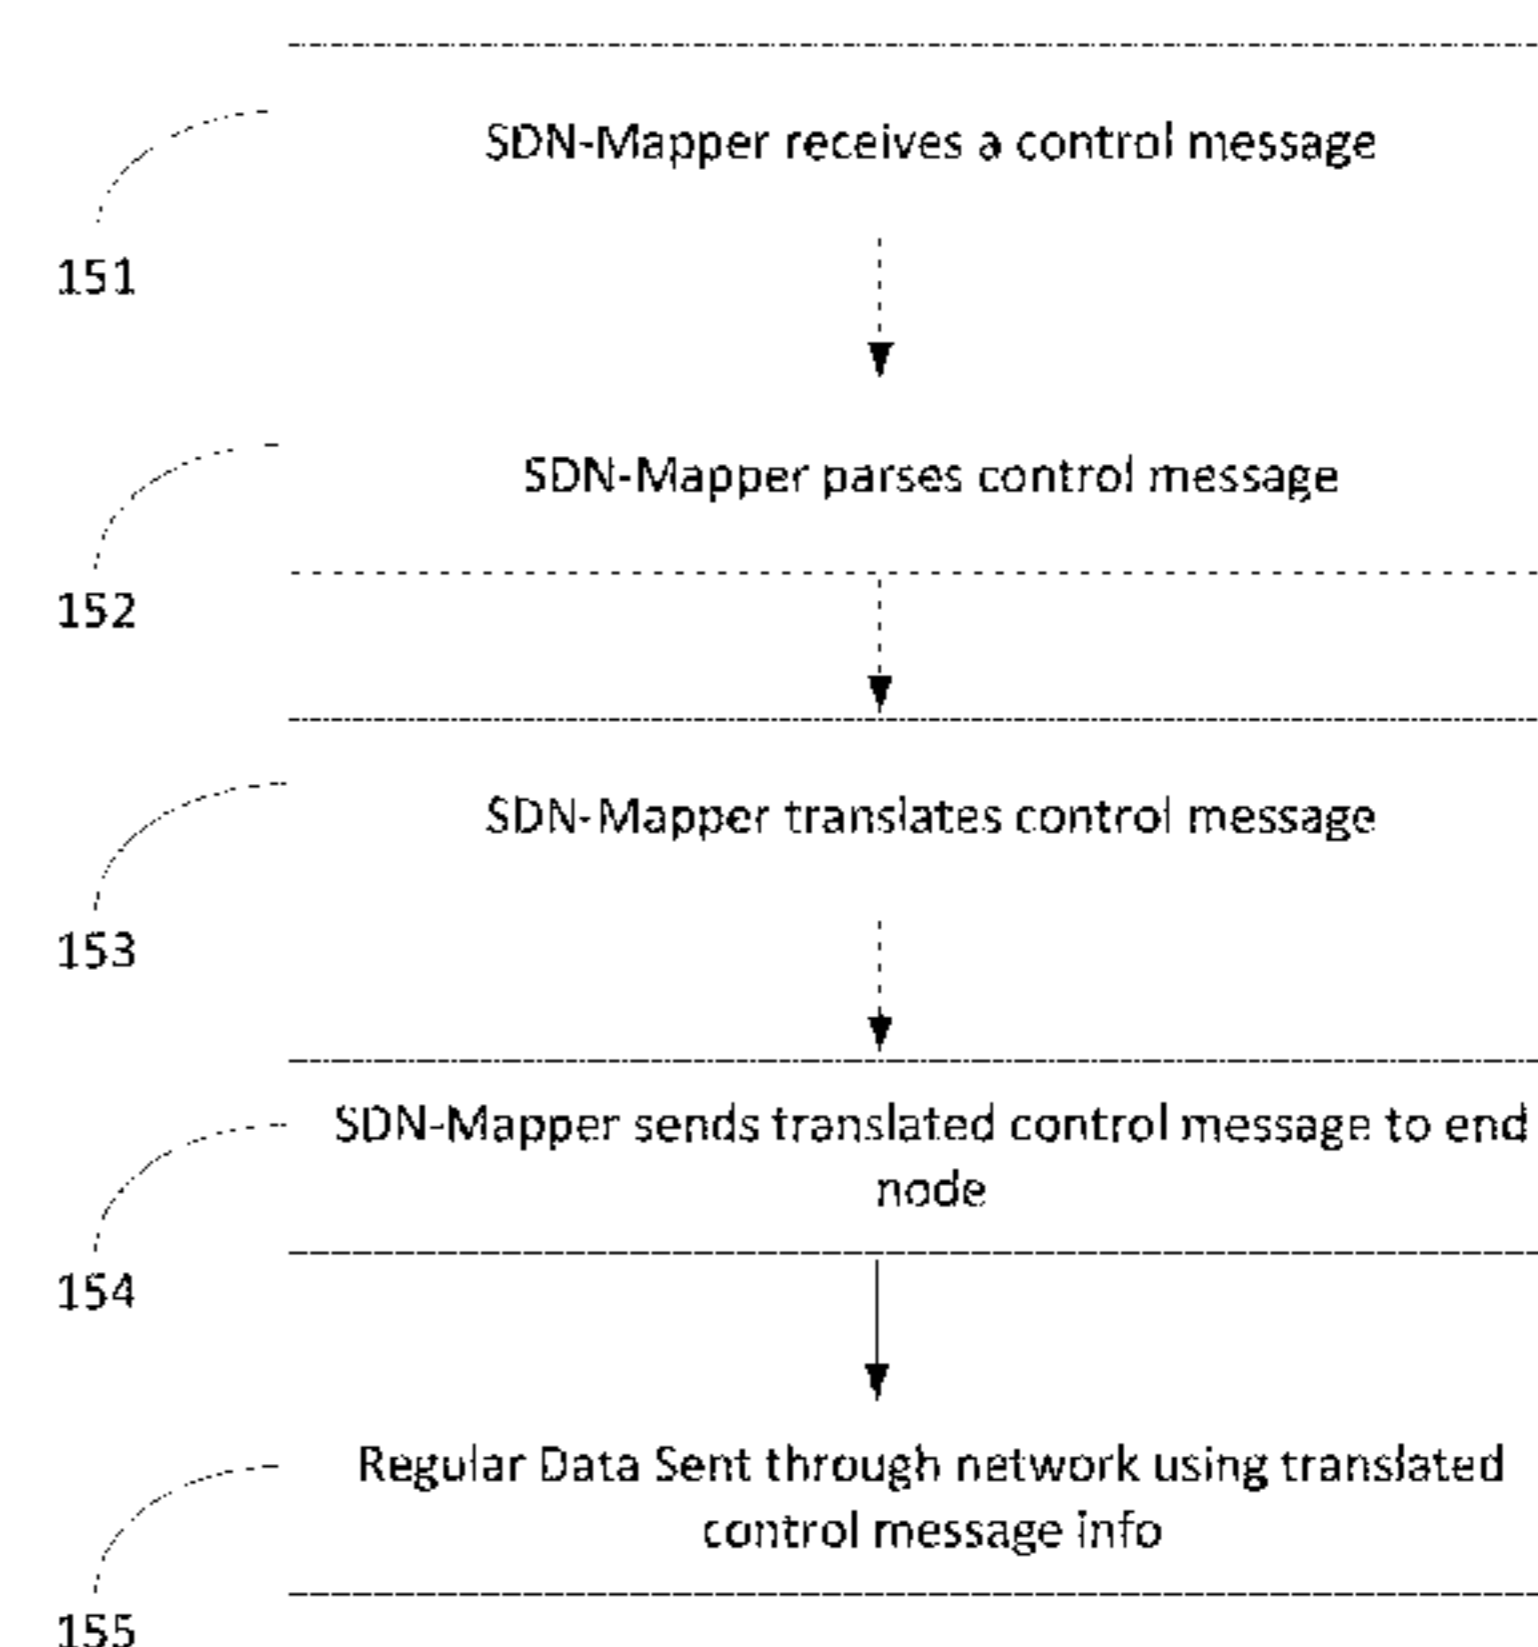 SDN-Mapper receives a control message
151
SDN-Mapper parses control message
152
SDN-Mapper translates control message
153
SDN-Mapper sends translated control message to end
node
154
Regular Data Sent through network using translated
control message info
155